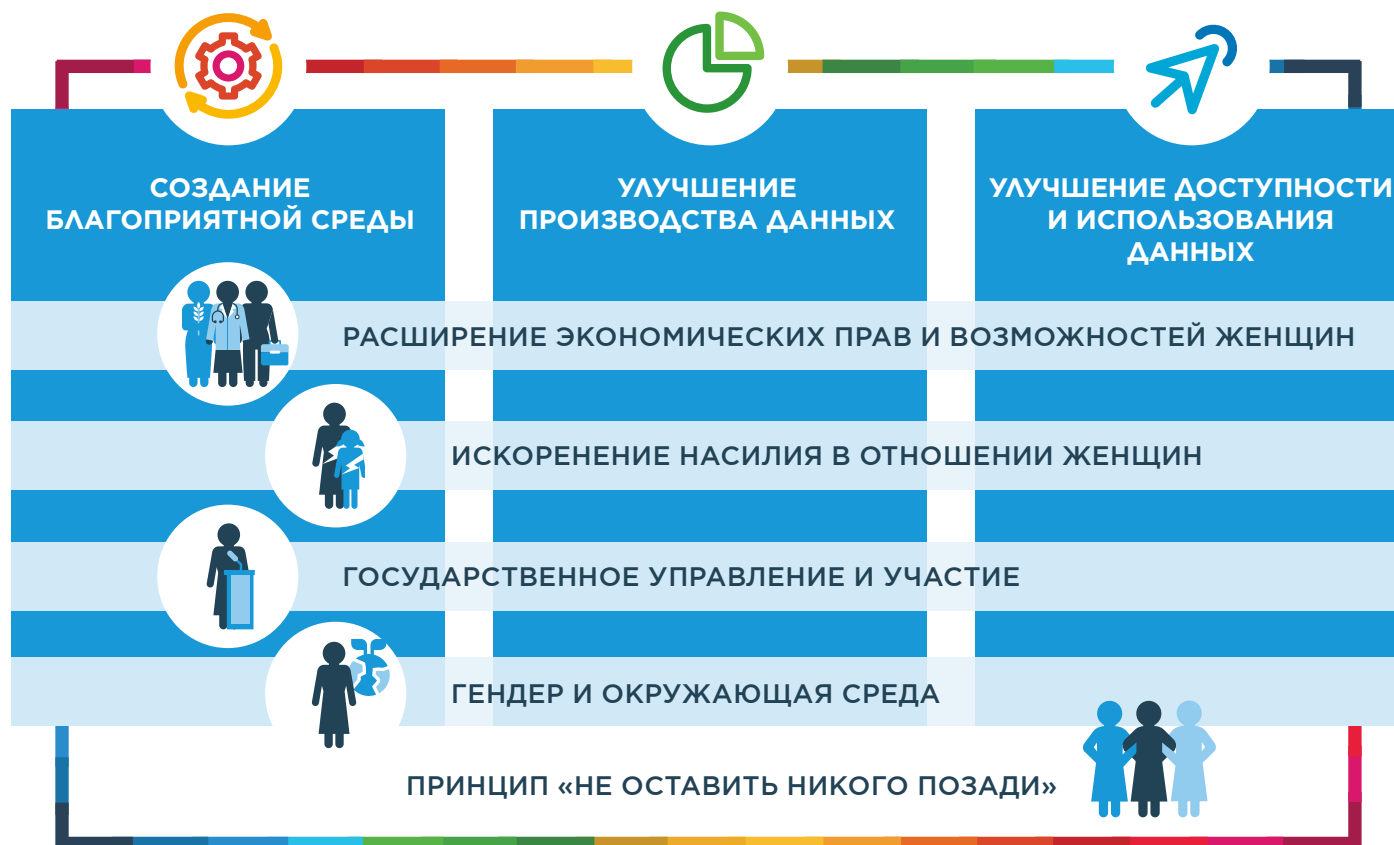 СОЗДАНИЕ
БЛАГОПРИЯТНОЙ СРЕДЫ
УЛУЧШЕНИЕ
ПРОИЗВОДСТВА ДАННЫХ
УЛУЧШЕНИЕ ДОСТУПНОСТИ
И ИСПОЛЬЗОВАНИЯ
ДАННЫХ
РАСШИРЕНИЕ ЭКОНОМИЧЕСКИХ ПРАВ И ВОЗМОЖНОСТЕЙ ЖЕНЩИН
ИСКОРЕНЕНИЕ НАСИЛИЯ В ОТНОШЕНИИ ЖЕНЩИН
ГОСУДАРСТВЕННОЕ УПРАВЛЕНИЕ И УЧАСТИЕ
ГЕНДЕР И ОКРУЖАЮЩАЯ СРЕДА
ПРИНЦИП «НЕ ОСТАВИТЬ НИКОГО ПОЗАДИ»